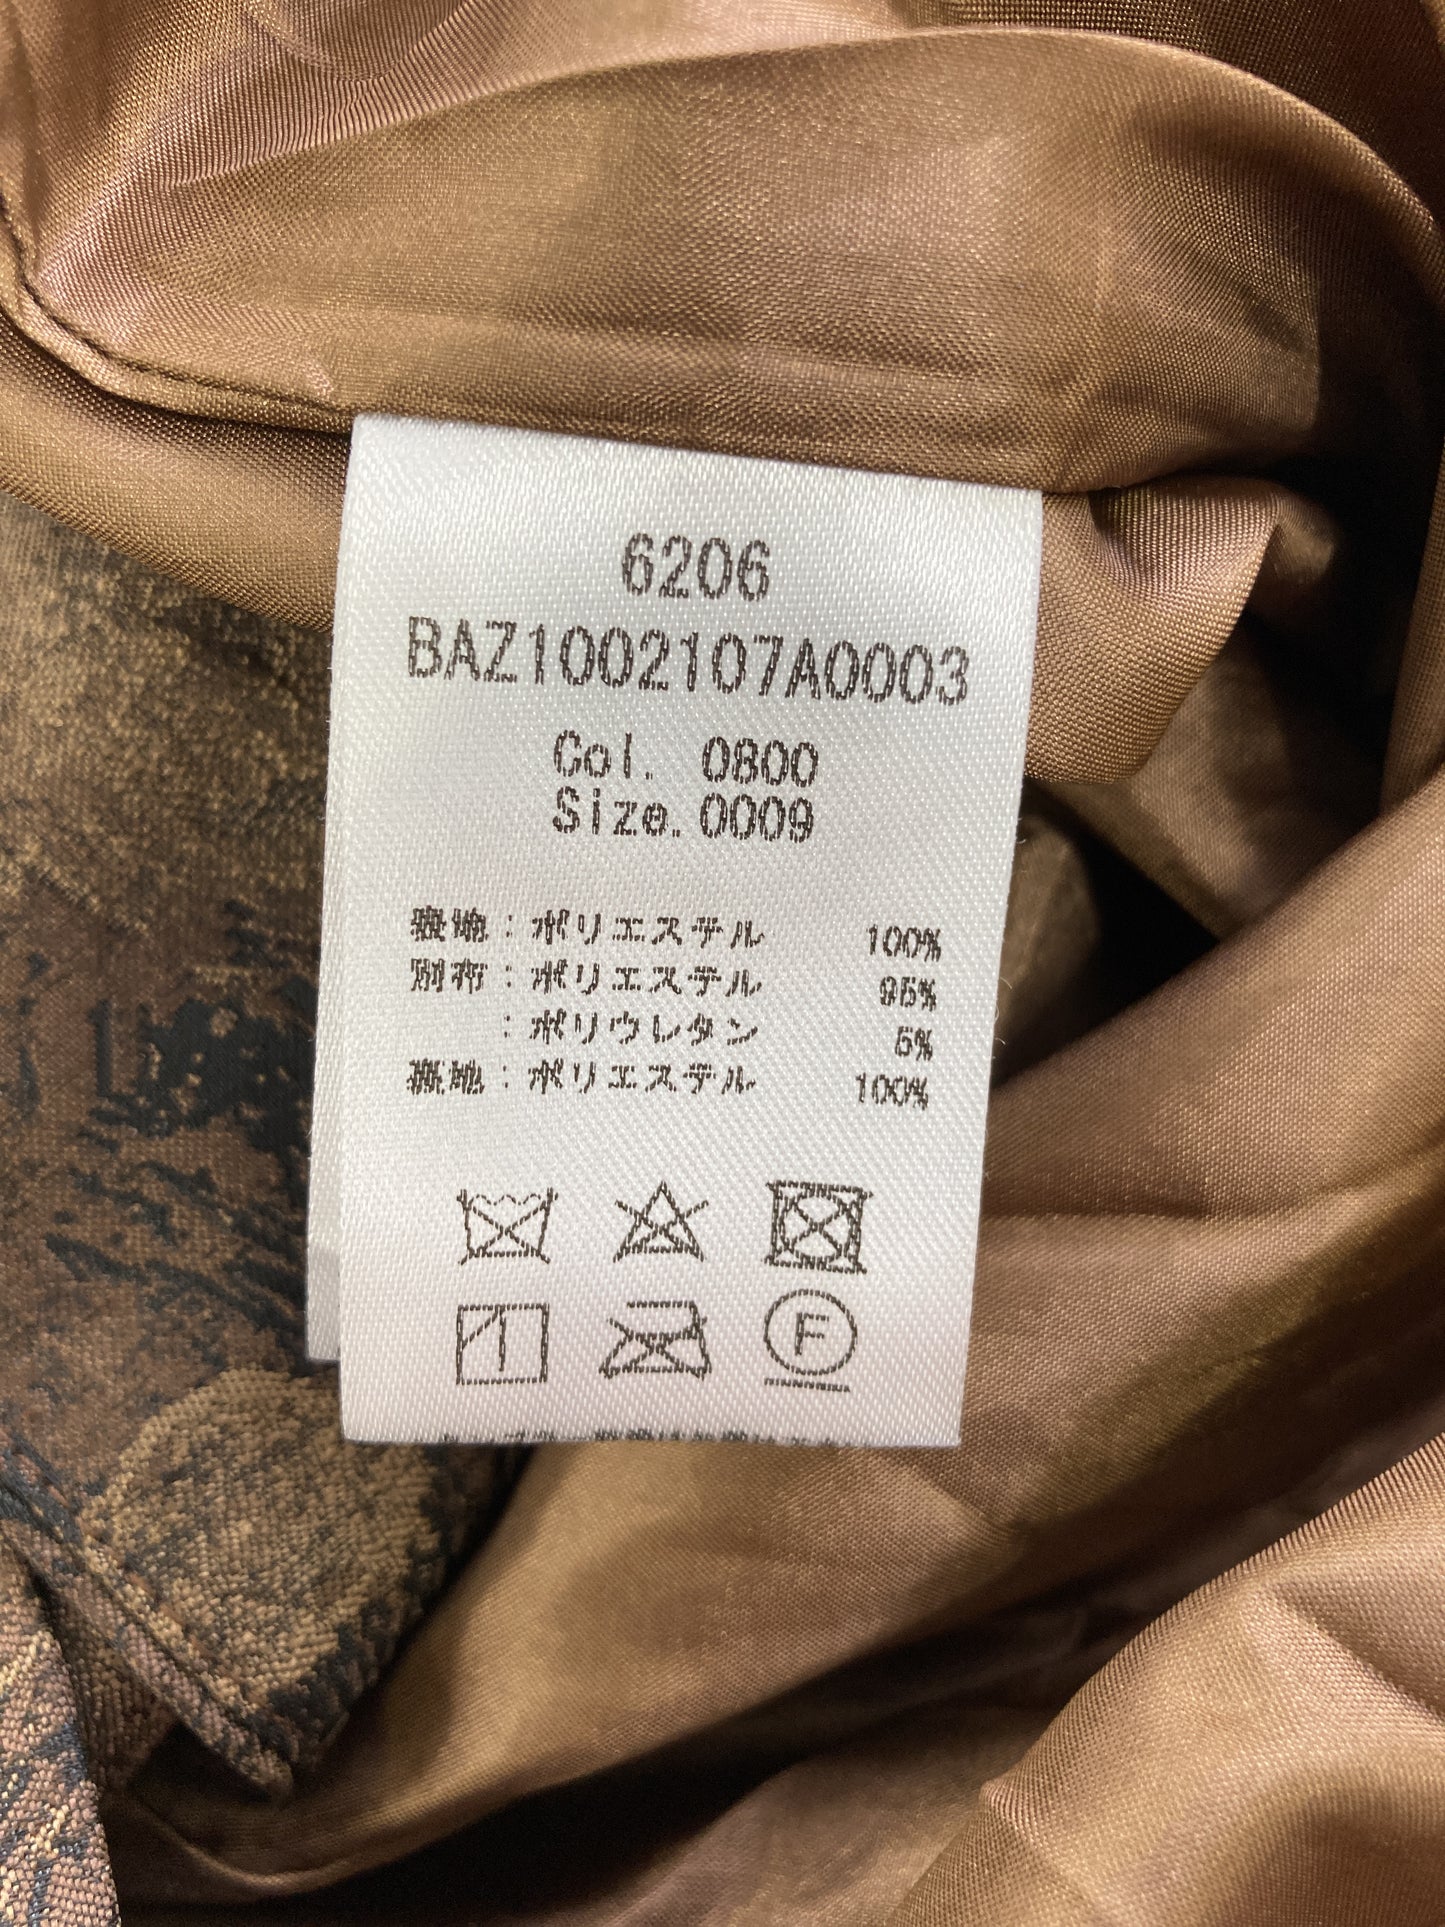 6206
BAZ1002107A0003
Col. 0800
Size. 0009
表地：ポリエステル 100%
別布：ポリエステル 95%
：ポリウレタン 5%
裏地：ポリエステル 100%
F